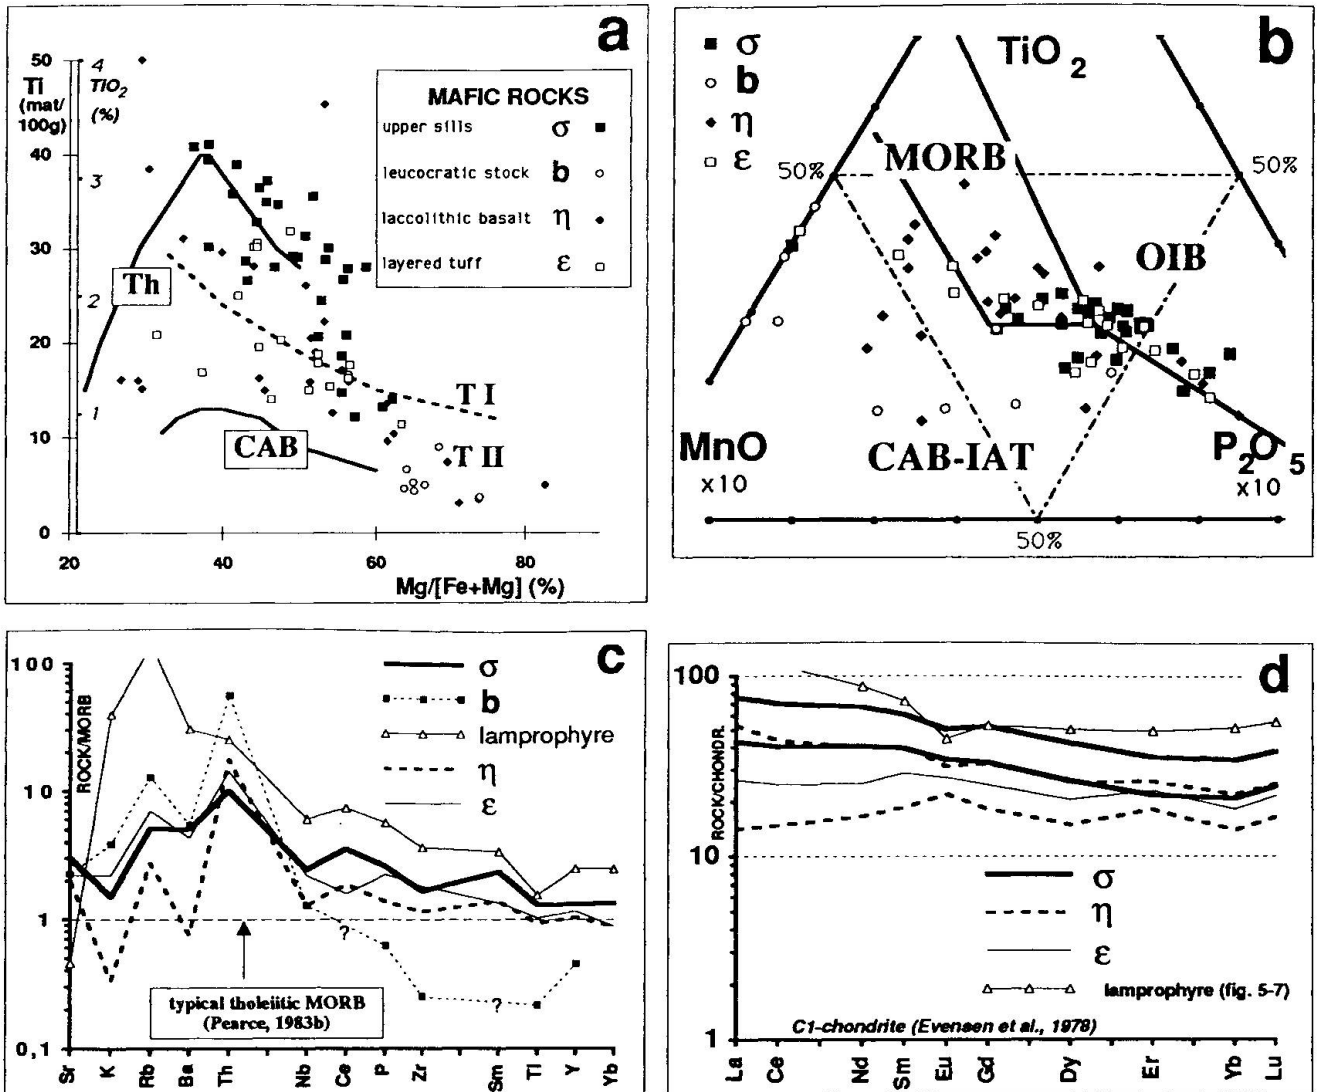 a
50
Ti
(mat/
100g)
40
30
20
10
0
4
TiO2
(%)
3
2
1
MAFIC ROCKS
upper sills σ
leucocratic stock b
laccolithic basalt η
layered tuff ε
Th
T I
CAB
T II
20
40
60
80
Mg/[Fe+Mg] (%)
b
σ
b
η
ε
TiO2
50%
MORB
50%
OIB
MnO
x10
CAB-IAT
P2O5
x10
50%
c
100
10
1
0,1
ROCK/MORB
σ
b
lamprophyre
η
ε
?
?
typical tholeiitic MORB
(Pearce, 1983b)
Sr K Rb Ba Th Nb Ce P Zr Sm Ti Y Yb
d
100
10
1
ROCK/CHONDR.
σ
η
ε
lamprophyre (fig. 5-7)
C1-chondrite (Evensen et al., 1978)
La Ce Nd Sm Eu Gd Dy Er Yb Lu